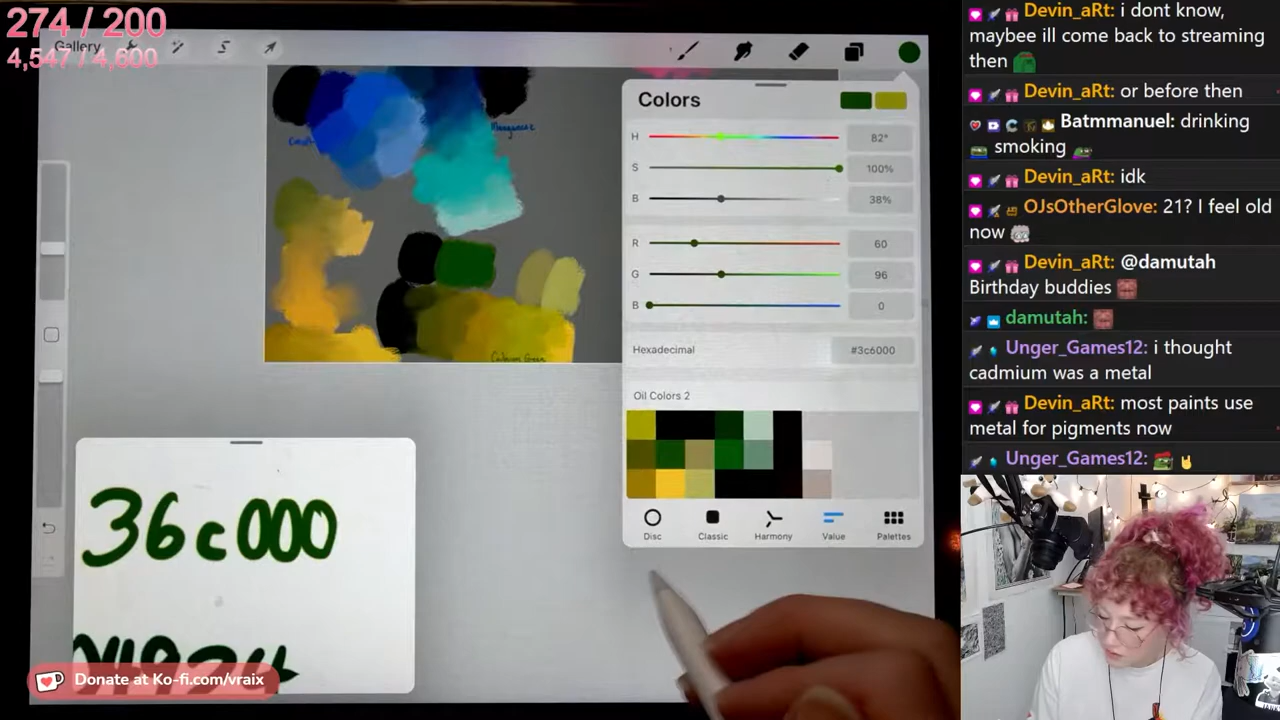 274 / 200
4,547 / 4,600
Gallery
Colors
H 82°
S 100%
B 38%
R 60
G 96
B 0
Hexadecimal #3c6000
Oil Colors 2
Disc Classic Harmony Value Palettes
36c000
Donate at Ko-fi.com/vraix
Devin_aRt: i dont know,
maybee ill come back to streaming
then
Devin_aRt: or before then
Batmmanuel: drinking
smoking
Devin_aRt: idk
OJsOtherGlove: 21? I feel old
now
Devin_aRt: @damutah
Birthday buddies
damutah:
Unger_Games12: i thought
cadmium was a metal
Devin_aRt: most paints use
metal for pigments now
Unger_Games12: